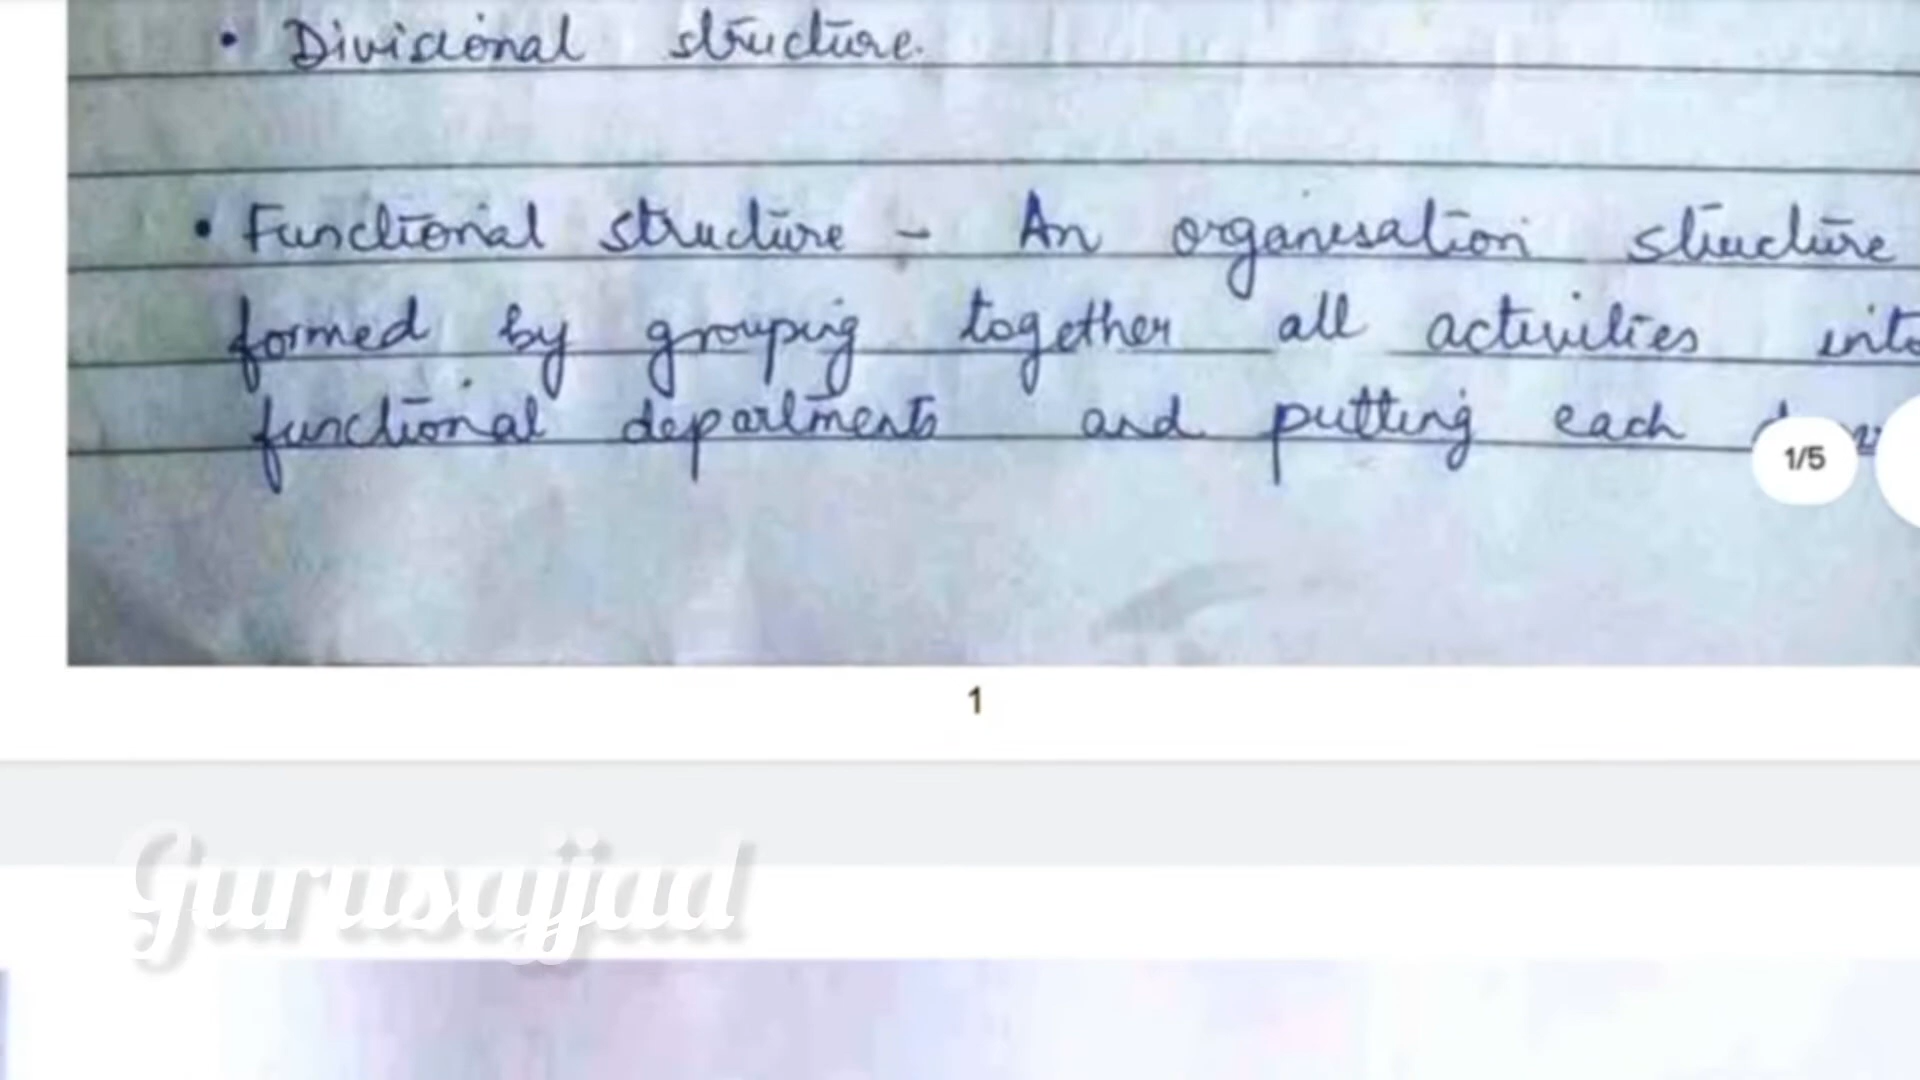 • Divisional structure.
• Functional structure - An organisation structure
formed by grouping together all activities into
functional departments and putting each
1/5
1
Gurusajjad